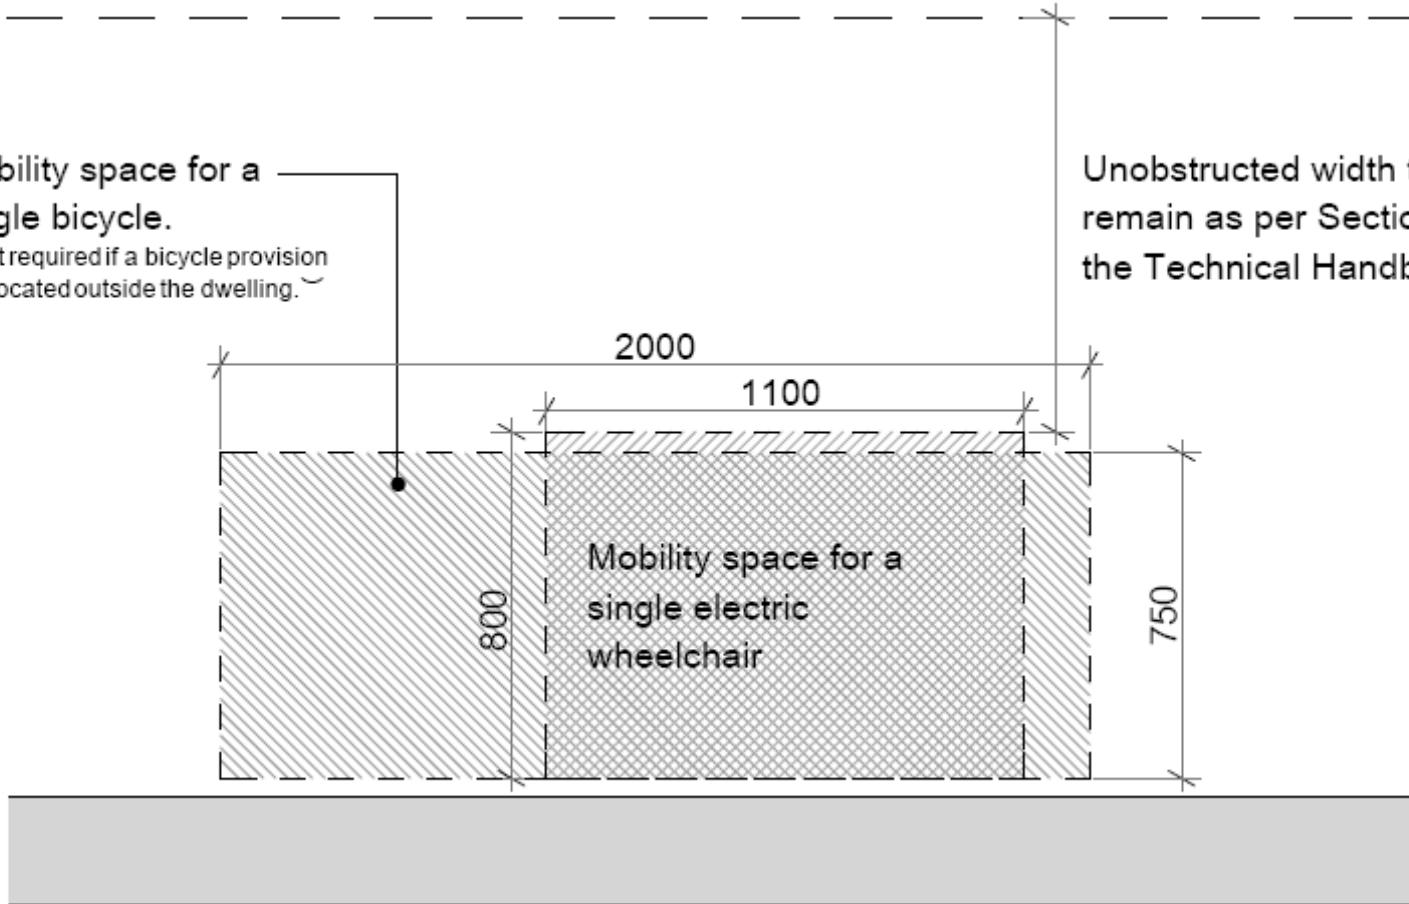 bility space for a
gle bicycle.
t required if a bicycle provision
ocated outside the dwelling.
Unobstructed width
remain as per Sectio
the Technical Handb
2000
1100
800
Mobility space for a
single electric
wheelchair
750